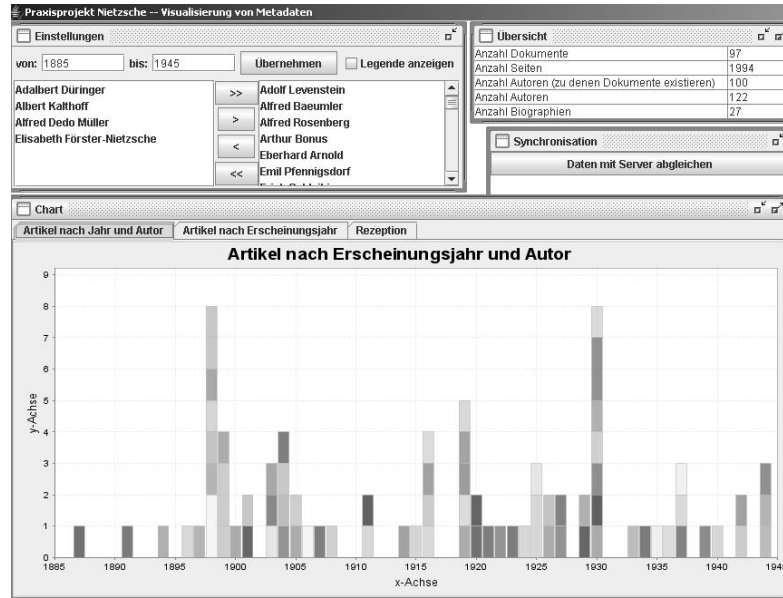 Praxisprojekt Nietzsche -- Visualisierung von Metadaten
Einstellungen
von: 1885 bis: 1945 Übernehmen Legende anzeigen
Adalbert Düringer
Albert Kalthoff
Alfred Dedo Müller
Elisabeth Förster-Nietzsche
>>
>
<
<<
Adolf Levenstein
Alfred Baeumler
Alfred Rosenberg
Arthur Bonus
Eberhard Arnold
Emil Pfennigsdorf
Übersicht
Anzahl Dokumente 97
Anzahl Seiten 1994
Anzahl Autoren (zu denen Dokumente existieren) 100
Anzahl Autoren 122
Anzahl Biographien 27
Synchronisation
Daten mit Server abgleichen
Chart
Artikel nach Jahr und Autor Artikel nach Erscheinungsjahr Rezeption
Artikel nach Erscheinungsjahr und Autor
y-Achse
9
8
7
6
5
4
3
2
1
0
1885 1890 1895 1900 1905 1910 1915 1920 1925 1930 1935 1940 194
x-Achse